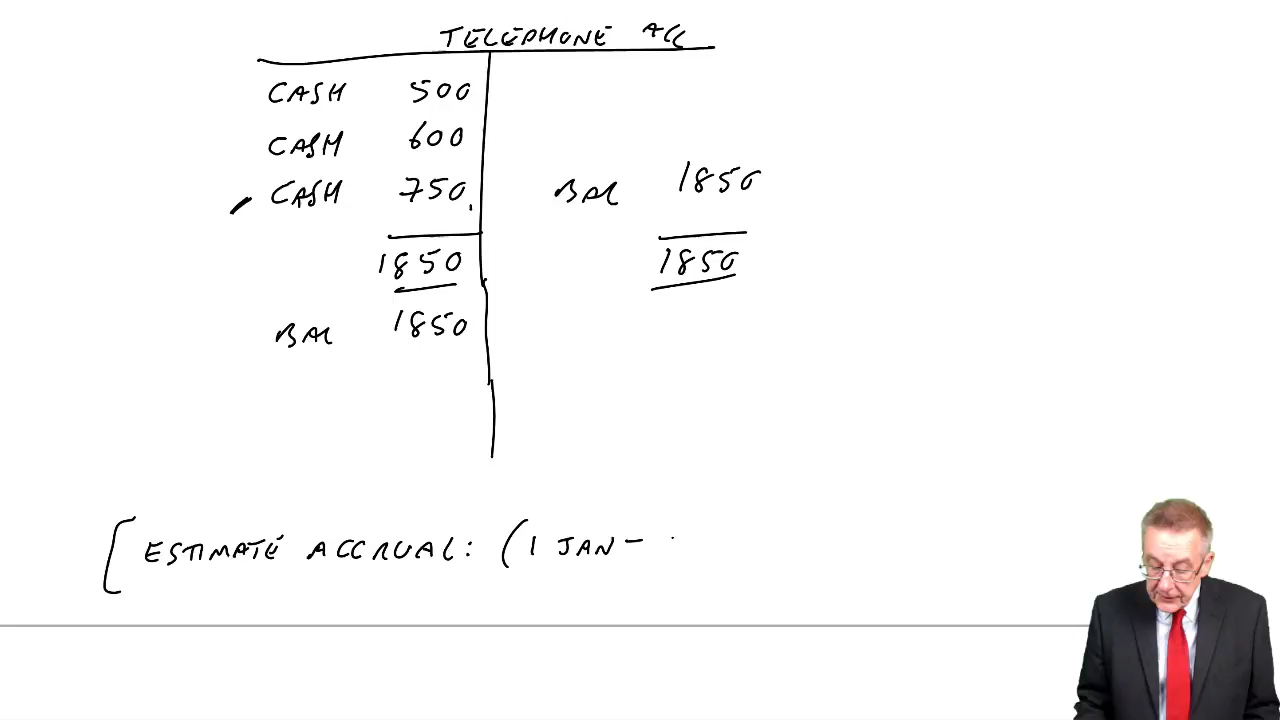 TELEPHONE A/C
CASH 500
CASH 600
CASH 750 BAL 1850
1850 1850
BAL 1850
[ESTIMATE ACCRUAL: (1 JAN -